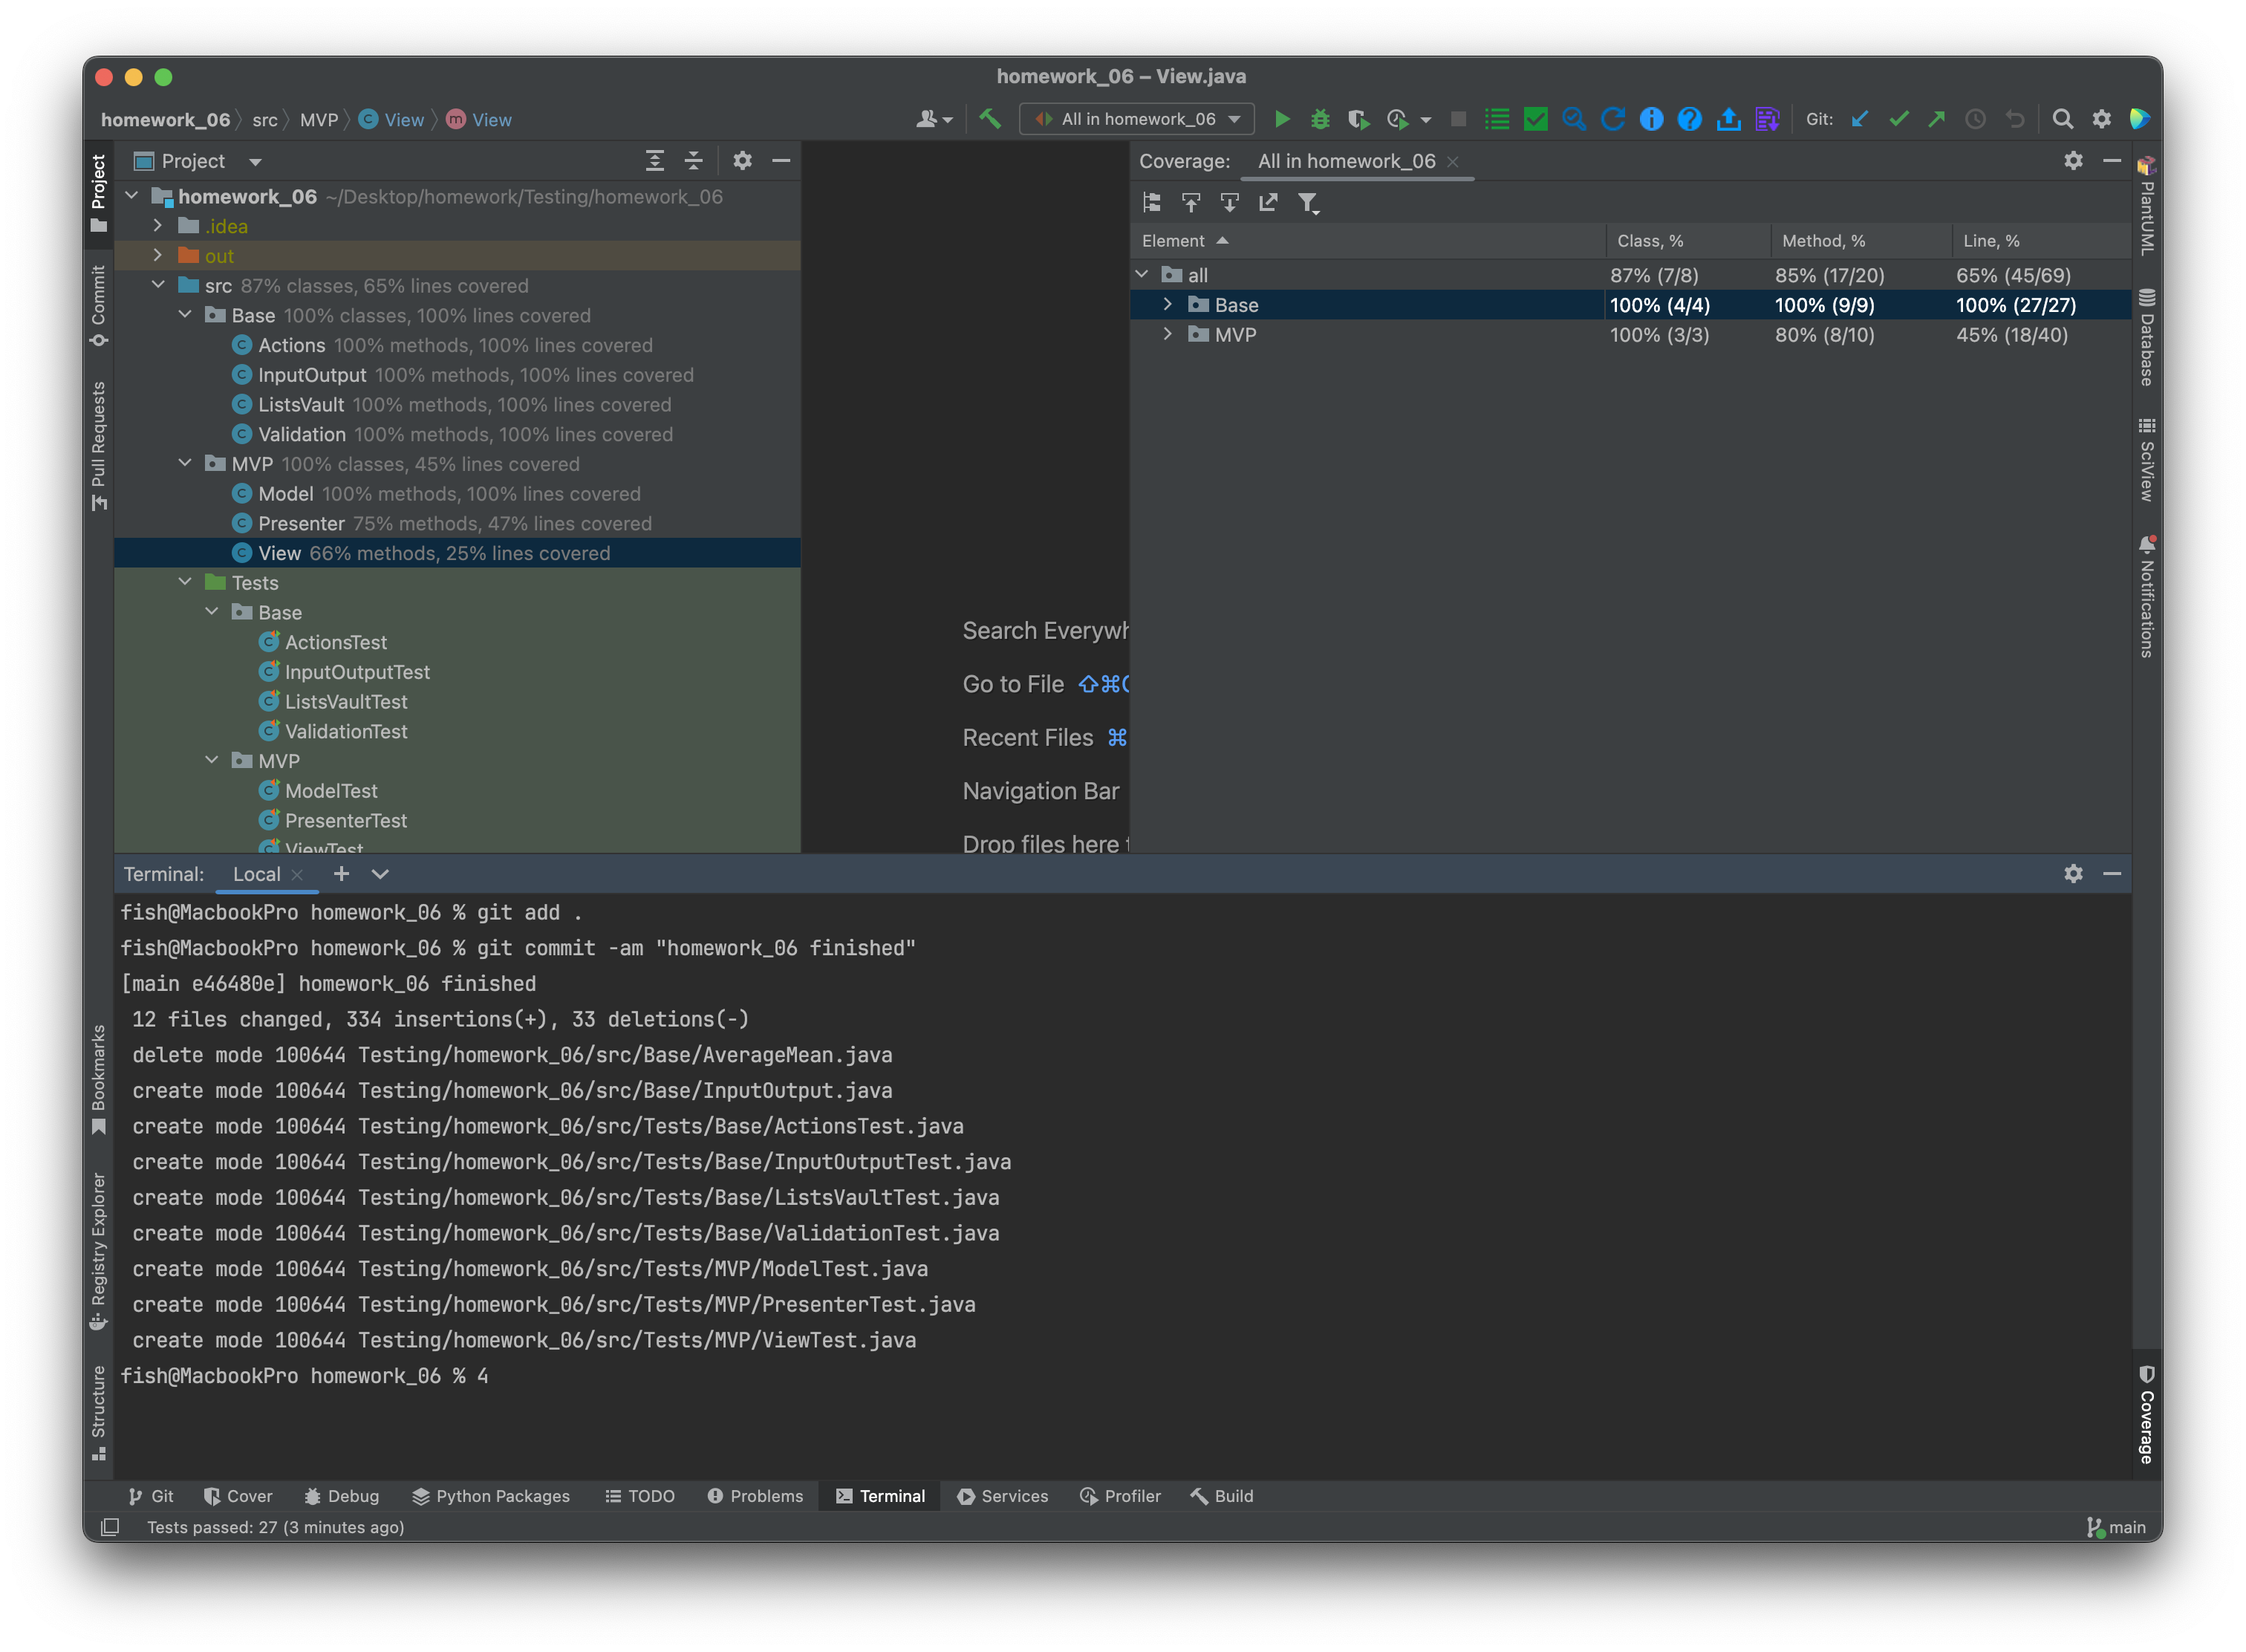 homework_06 – View.java
homework_06 src MVP View View
All in homework_06
Git:
Project
Coverage: All in homework_06
homework_06 ~/Desktop/homework/Testing/homework_06
.idea
out
src 87% classes, 65% lines covered
Base 100% classes, 100% lines covered
Actions 100% methods, 100% lines covered
InputOutput 100% methods, 100% lines covered
ListsVault 100% methods, 100% lines covered
Validation 100% methods, 100% lines covered
MVP 100% classes, 45% lines covered
Model 100% methods, 100% lines covered
Presenter 75% methods, 47% lines covered
View 66% methods, 25% lines covered
Tests
Base
ActionsTest
InputOutputTest
ListsVaultTest
ValidationTest
MVP
ModelTest
PresenterTest
ViewTest
Search Everywh
Go to File ⇧⌘O
Recent Files ⌘
Navigation Bar
Drop files here t
Element Class, % Method, % Line, %
all 87% (7/8) 85% (17/20) 65% (45/69)
Base 100% (4/4) 100% (9/9) 100% (27/27)
MVP 100% (3/3) 80% (8/10) 45% (18/40)
Project
Commit
Pull Requests
Bookmarks
Registry Explorer
Structure
PlantUML
Database
SciView
Notifications
Coverage
Terminal: Local
fish@MacbookPro homework_06 % git add .
fish@MacbookPro homework_06 % git commit -am "homework_06 finished"
[main e46480e] homework_06 finished
12 files changed, 334 insertions(+), 33 deletions(-)
delete mode 100644 Testing/homework_06/src/Base/AverageMean.java
create mode 100644 Testing/homework_06/src/Base/InputOutput.java
create mode 100644 Testing/homework_06/src/Tests/Base/ActionsTest.java
create mode 100644 Testing/homework_06/src/Tests/Base/InputOutputTest.java
create mode 100644 Testing/homework_06/src/Tests/Base/ListsVaultTest.java
create mode 100644 Testing/homework_06/src/Tests/Base/ValidationTest.java
create mode 100644 Testing/homework_06/src/Tests/MVP/ModelTest.java
create mode 100644 Testing/homework_06/src/Tests/MVP/PresenterTest.java
create mode 100644 Testing/homework_06/src/Tests/MVP/ViewTest.java
fish@MacbookPro homework_06 % 4
Git Cover Debug Python Packages TODO Problems Terminal Services Profiler Build
Tests passed: 27 (3 minutes ago)
main